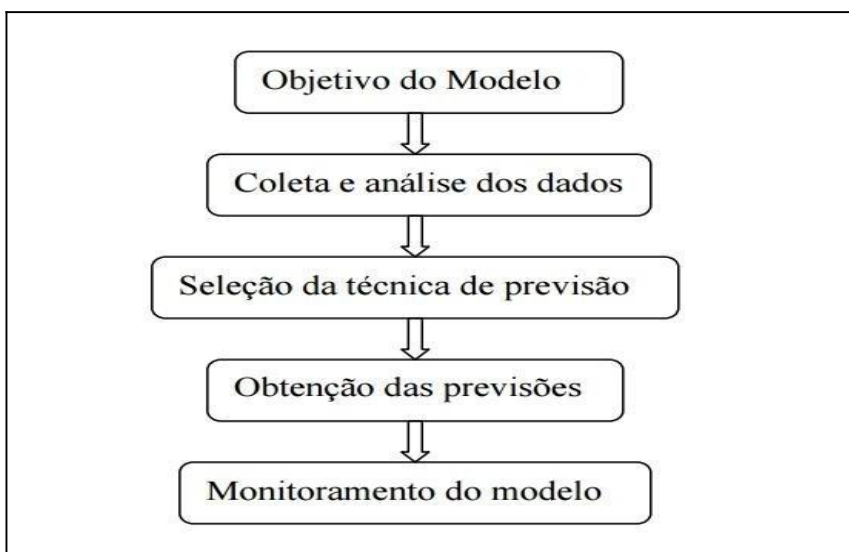 Objetivo do Modelo
Coleta e análise dos dados
Seleção da técnica de previsão
Obtenção das previsões
Monitoramento do modelo